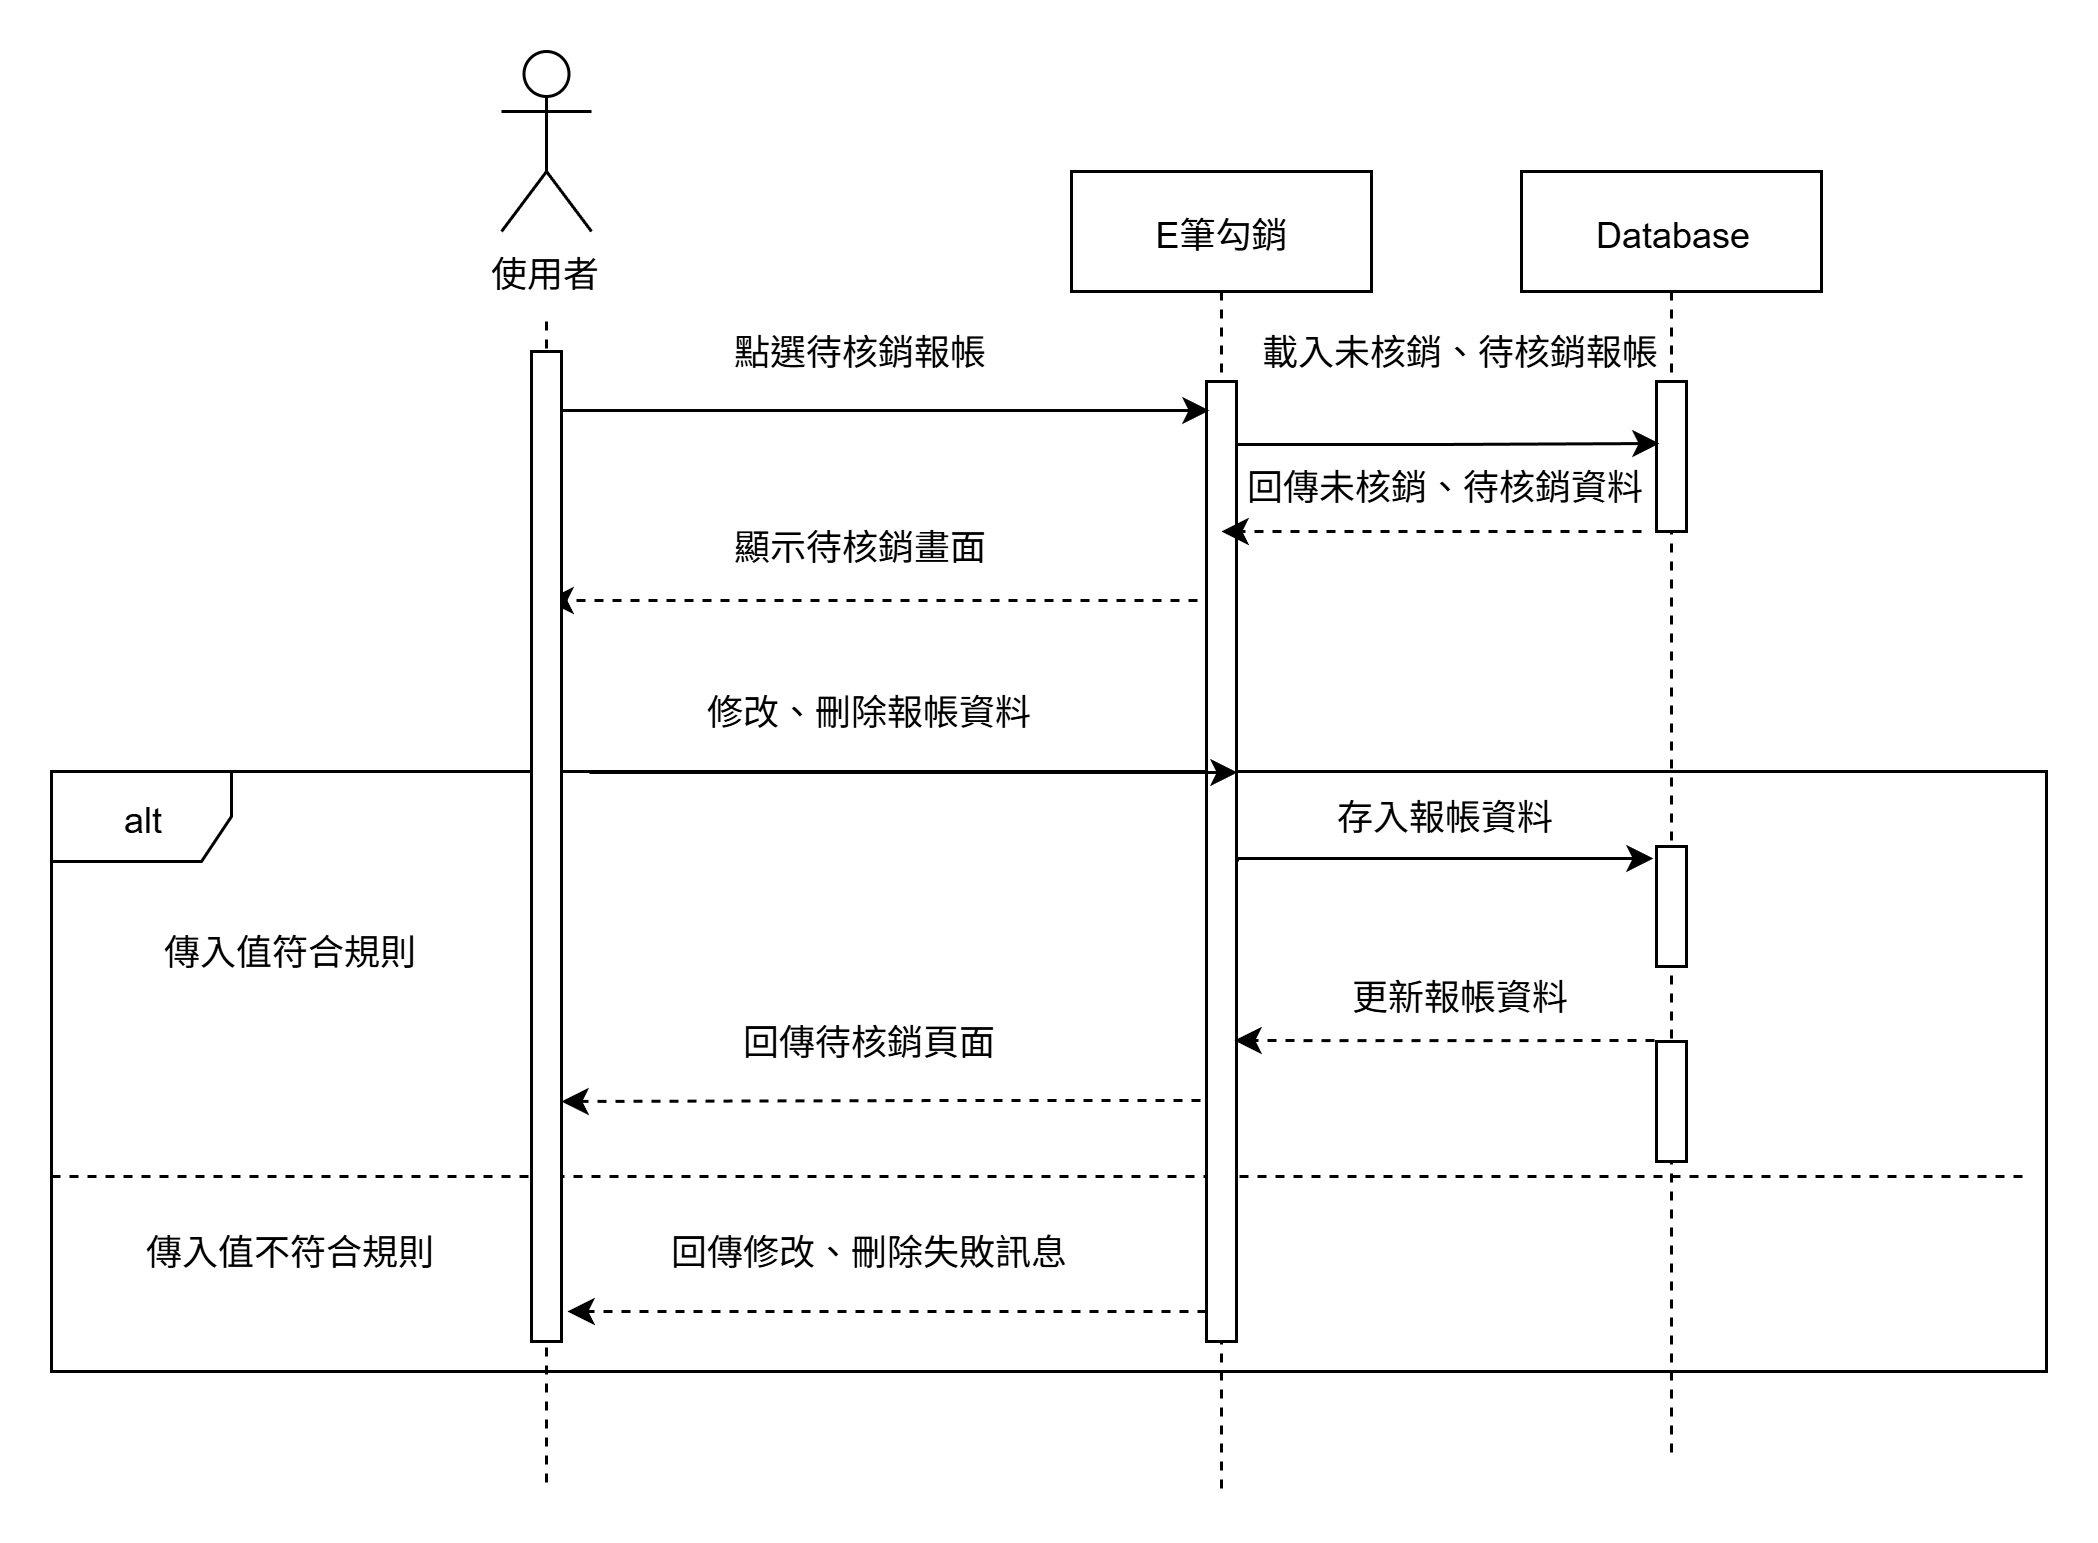 使用者
E筆勾銷
Database
點選待核銷報帳
載入未核銷、待核銷報帳
回傳未核銷、待核銷資料
顯示待核銷畫面
修改、刪除報帳資料
alt
存入報帳資料
傳入值符合規則
更新報帳資料
回傳待核銷頁面
傳入值不符合規則
回傳修改、刪除失敗訊息